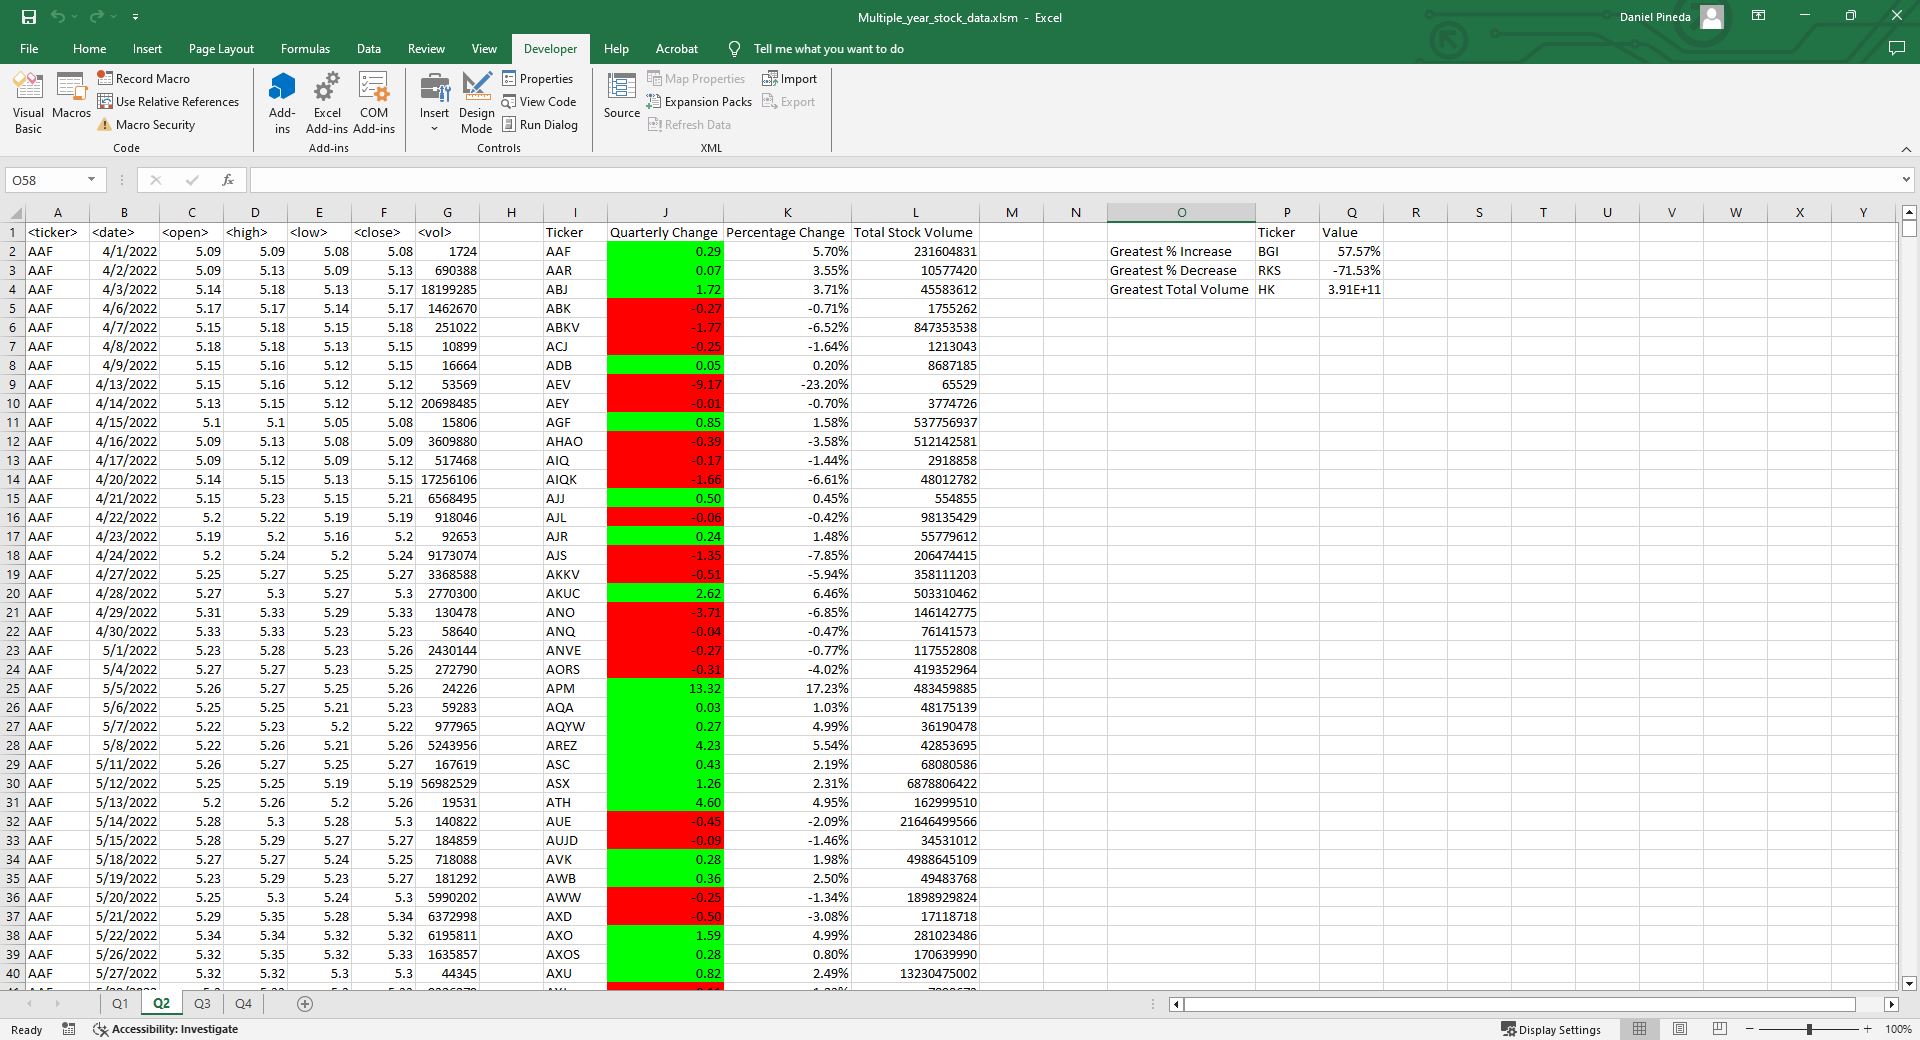 Multiple_year_stock_data.xlsm - Excel
Daniel Pineda
File Home Insert Page Layout Formulas Data Review View Developer Help Acrobat Tell me what you want to do
Visual Basic
Macros
Record Macro
Use Relative References
Macro Security
Code
Add-ins
Excel Add-ins
COM Add-ins
Add-ins
Insert
Design Mode
Properties
View Code
Run Dialog
Controls
Source
Map Properties
Expansion Packs
Refresh Data
Import
Export
XML
O58
fx
A B C D E F G H I J K L M N O P Q R S T U V W X Y
1 <ticker> <date> <open> <high> <low> <close> <vol> Ticker Quarterly Change Percentage Change Total Stock Volume Ticker Value
2 AAF 4/1/2022 5.09 5.09 5.08 5.08 1724 AAF 0.29 5.70% 231604831 Greatest % Increase BGI 57.57%
3 AAF 4/2/2022 5.09 5.13 5.09 5.13 690388 AAR 0.07 3.55% 10577420 Greatest % Decrease RKS -71.53%
4 AAF 4/3/2022 5.14 5.18 5.13 5.17 18199285 ABJ 1.72 3.71% 45583612 Greatest Total Volume HK 3.91E+11
5 AAF 4/6/2022 5.17 5.17 5.14 5.17 1462670 ABK -0.27 -0.71% 1755262
6 AAF 4/7/2022 5.15 5.18 5.15 5.18 251022 ABKV -1.77 -6.52% 847353538
7 AAF 4/8/2022 5.18 5.18 5.13 5.15 10899 ACJ -0.25 -1.64% 1213043
8 AAF 4/9/2022 5.15 5.16 5.12 5.15 16664 ADB 0.05 0.20% 8687185
9 AAF 4/13/2022 5.15 5.16 5.12 5.12 53569 AEV -9.17 -23.20% 65529
10 AAF 4/14/2022 5.13 5.15 5.12 5.12 20698485 AEY -0.01 -0.70% 3774726
11 AAF 4/15/2022 5.1 5.1 5.05 5.08 15806 AGF 0.85 1.58% 537756937
12 AAF 4/16/2022 5.09 5.13 5.08 5.09 3609880 AHAO -0.39 -3.58% 512142581
13 AAF 4/17/2022 5.09 5.12 5.09 5.12 517468 AIQ -0.17 -1.44% 2918858
14 AAF 4/20/2022 5.14 5.15 5.13 5.15 17256106 AIQK -1.66 -6.61% 48012782
15 AAF 4/21/2022 5.15 5.23 5.15 5.21 6568495 AJJ 0.50 0.45% 554855
16 AAF 4/22/2022 5.2 5.22 5.19 5.19 918046 AJL -0.06 -0.42% 98135429
17 AAF 4/23/2022 5.19 5.2 5.16 5.2 92653 AJR 0.24 1.48% 55779612
18 AAF 4/24/2022 5.2 5.24 5.2 5.24 9173074 AJS -1.35 -7.85% 206474415
19 AAF 4/27/2022 5.25 5.27 5.25 5.27 3368588 AKKV -0.51 -5.94% 358111203
20 AAF 4/28/2022 5.27 5.3 5.27 5.3 2770300 AKUC 2.62 6.46% 503310462
21 AAF 4/29/2022 5.31 5.33 5.29 5.33 130478 ANO -3.71 -6.85% 146142775
22 AAF 4/30/2022 5.33 5.33 5.23 5.23 58640 ANQ -0.04 -0.47% 76141573
23 AAF 5/1/2022 5.23 5.28 5.23 5.26 2430144 ANVE -0.27 -0.77% 117552808
24 AAF 5/4/2022 5.27 5.27 5.23 5.25 272790 AORS -0.31 -4.02% 419352964
25 AAF 5/5/2022 5.26 5.27 5.25 5.26 24226 APM 13.32 17.23% 483459885
26 AAF 5/6/2022 5.25 5.25 5.21 5.23 59283 AQA 0.03 1.03% 48175139
27 AAF 5/7/2022 5.22 5.23 5.2 5.22 977965 AQYW 0.27 4.99% 36190478
28 AAF 5/8/2022 5.22 5.26 5.21 5.26 5243956 AREZ 4.23 5.54% 42853695
29 AAF 5/11/2022 5.26 5.27 5.25 5.27 167619 ASC 0.43 2.19% 68080586
30 AAF 5/12/2022 5.25 5.25 5.19 5.19 56982529 ASX 1.26 2.31% 6878806422
31 AAF 5/13/2022 5.2 5.26 5.2 5.26 19531 ATH 4.60 4.95% 162999510
32 AAF 5/14/2022 5.28 5.3 5.28 5.3 140822 AUE -0.45 -2.09% 21646499566
33 AAF 5/15/2022 5.28 5.29 5.27 5.27 184859 AUJD -0.09 -1.46% 34531012
34 AAF 5/18/2022 5.27 5.27 5.24 5.25 718088 AVK 0.28 1.98% 4988645109
35 AAF 5/19/2022 5.23 5.29 5.23 5.27 181292 AWB 0.36 2.50% 49483768
36 AAF 5/20/2022 5.25 5.3 5.24 5.3 5990202 AWW -0.25 -1.34% 1898929824
37 AAF 5/21/2022 5.29 5.35 5.28 5.34 6372998 AXD -0.50 -3.08% 17118718
38 AAF 5/22/2022 5.34 5.34 5.32 5.32 6195811 AXO 1.59 4.99% 281023486
39 AAF 5/26/2022 5.32 5.35 5.32 5.33 1635857 AXOS 0.28 0.80% 170639990
40 AAF 5/27/2022 5.32 5.32 5.3 5.3 44345 AXU 0.82 2.49% 13230475002
Q1 Q2 Q3 Q4
Ready Accessibility: Investigate Display Settings 100%